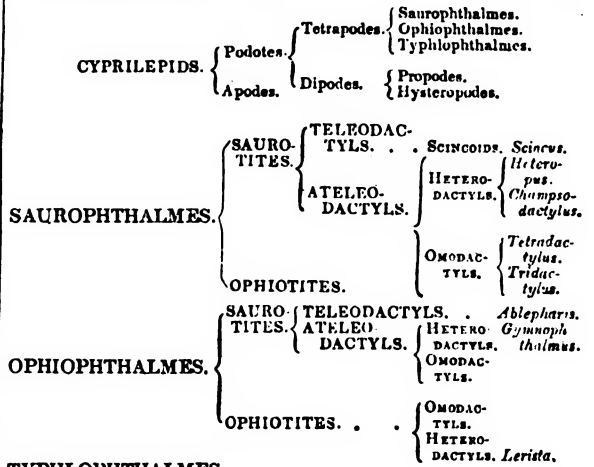 Saurophthalmes.
Tetrapodes. Ophiophthalmes.
Podotes. Typhlophthalmes.
CYPRILEPIDS.
Apodes. Dipodes. Propodes.
Hysteropodes.
TELEODAC-
SAURO- TYLS. . . SCINCOIDS. Scincus.
TITES. Hetero-
HETERO- pus.
ATELEO- DACTYLS. Champso-
DACTYLS. dactylus.
SAUROPHTHALMES.
Tetradac-
OMODAC- tylus.
TYLS. Tridac-
tylus.
OPHIOTITES.
SAURO- TELEODACTYLS. . Ablepharis.
TITES. ATELEO- HETERO- Gymnoph
DACTYLS. DACTYLS. thalmus.
OPHIOPHTHALMES. OMODAC-
TYLS.
OMODAC-
OPHIOTITES. . . TYLS.
HETERO-
DACTYLS. Lerista.